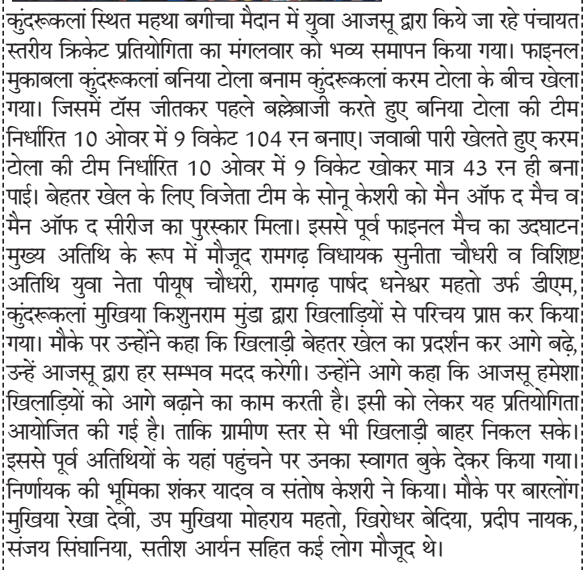 कुंदरूकलां स्थित महथा बगीचा मैदान में युवा आजसू द्वारा किये जा रहे पंचायत
स्तरीय क्रिकेट प्रतियोगिता का मंगलवार को भव्य समापन किया गया। फाइनल
मुकाबला कुंदरूकलां बनिया टोला बनाम कुंदरूकलां करम टोला के बीच खेला
गया। जिसमें टॉस जीतकर पहले बल्लेबाजी करते हुए बनिया टोला की टीम
निर्धारित 10 ओवर में 9 विकेट 104 रन बनाए। जवाबी पारी खेलते हुए करम
टोला की टीम निर्धारित 10 ओवर में 9 विकेट खोकर मात्र 43 रन ही बना
पाई। बेहतर खेल के लिए विजेता टीम के सोनू केशरी को मैन ऑफ द मैच व
मैन ऑफ द सीरीज का पुरस्कार मिला। इससे पूर्व फाइनल मैच का उदघाटन
मुख्य अतिथि के रूप में मौजूद रामगढ़ विधायक सुनीता चौधरी व विशिष्ट
अतिथि युवा नेता पीयूष चौधरी, रामगढ़ पार्षद धनेश्वर महतो उर्फ डीएम,
कुंदरूकलां मुखिया किशुनराम मुंडा द्वारा खिलाड़ियों से परिचय प्राप्त कर किया
गया। मौके पर उन्होंने कहा कि खिलाड़ी बेहतर खेल का प्रदर्शन कर आगे बढ़े,
उन्हें आजसू द्वारा हर सम्भव मदद करेगी। उन्होंने आगे कहा कि आजसू हमेशा
खिलाड़ियों को आगे बढ़ाने का काम करती है। इसी को लेकर यह प्रतियोगिता
आयोजित की गई है। ताकि ग्रामीण स्तर से भी खिलाड़ी बाहर निकल सके।
इससे पूर्व अतिथियों के यहां पहुंचने पर उनका स्वागत बुके देकर किया गया।
निर्णायक की भूमिका शंकर यादव व संतोष केशरी ने किया। मौके पर बारलोंग
मुखिया रेखा देवी, उप मुखिया मोहराय महतो, खिरोधर बेदिया, प्रदीप नायक,
संजय सिंघानिया, सतीश आर्यन सहित कई लोग मौजूद थे।